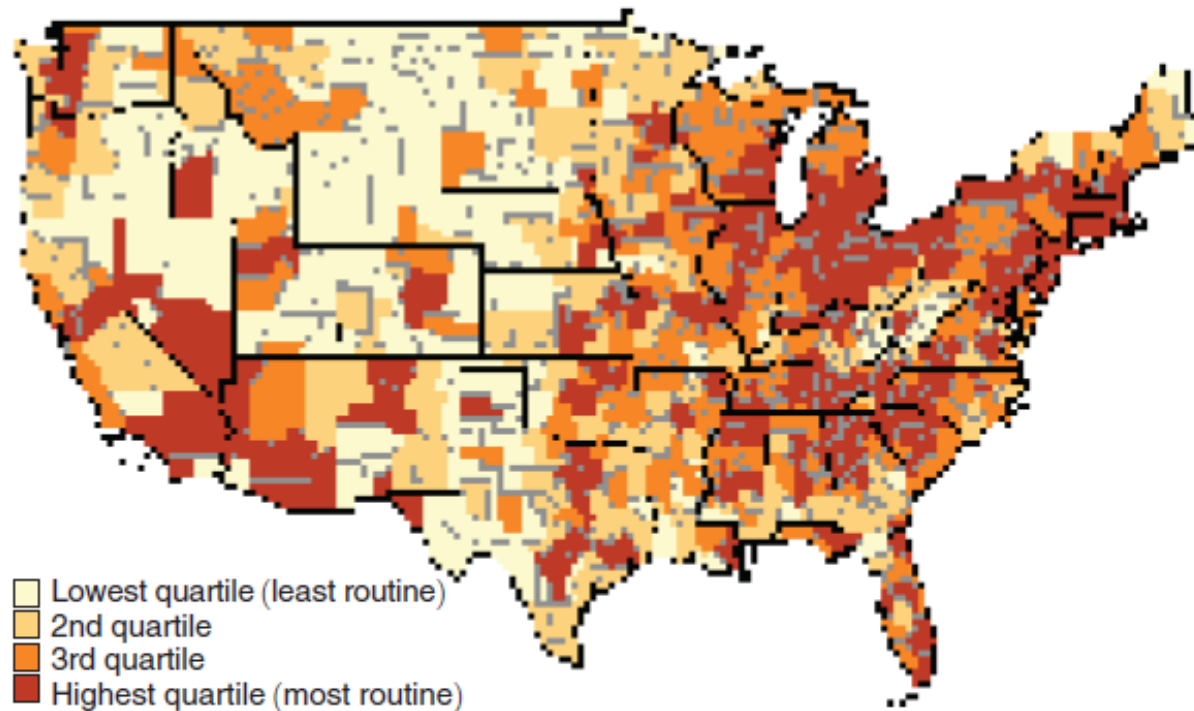 Lowest quartile (least routine)
2nd quartile
3rd quartile
Highest quartile (most routine)